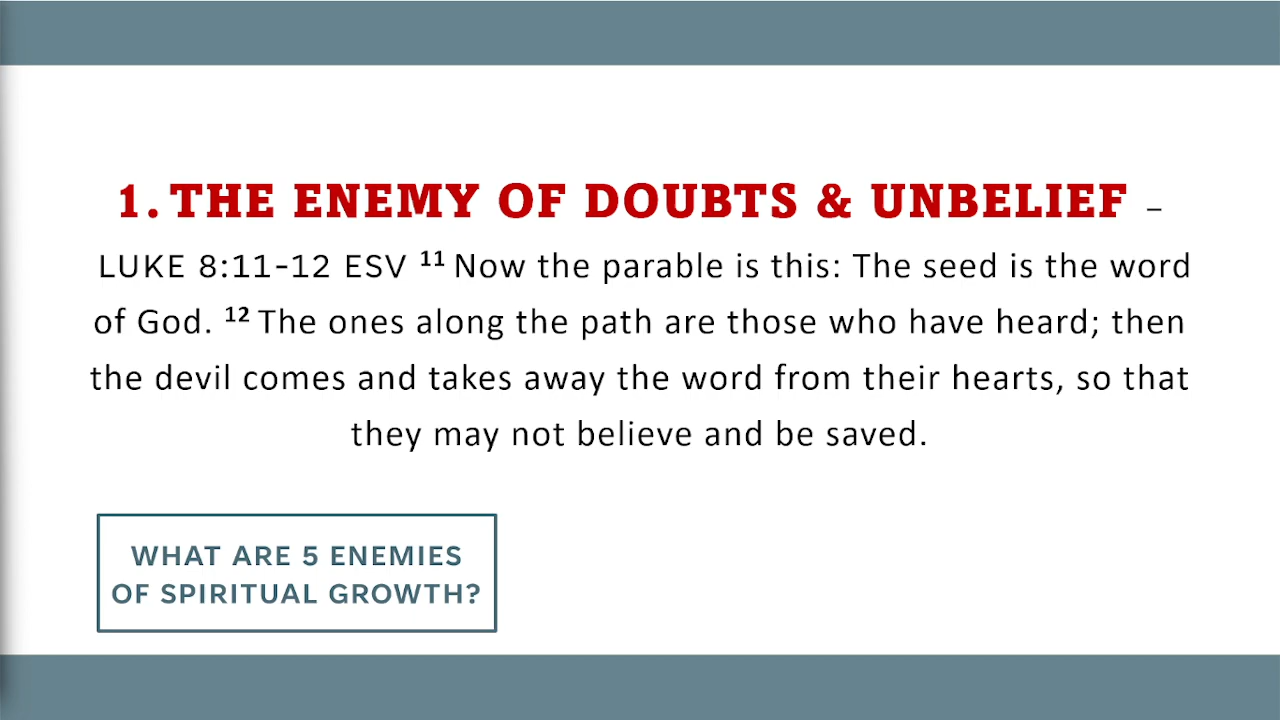 1. THE ENEMY OF DOUBTS & UNBELIEF –
LUKE 8:11-12 ESV ¹¹ Now the parable is this: The seed is the word
of God. ¹² The ones along the path are those who have heard; then
the devil comes and takes away the word from their hearts, so that
they may not believe and be saved.
WHAT ARE 5 ENEMIES
OF SPIRITUAL GROWTH?